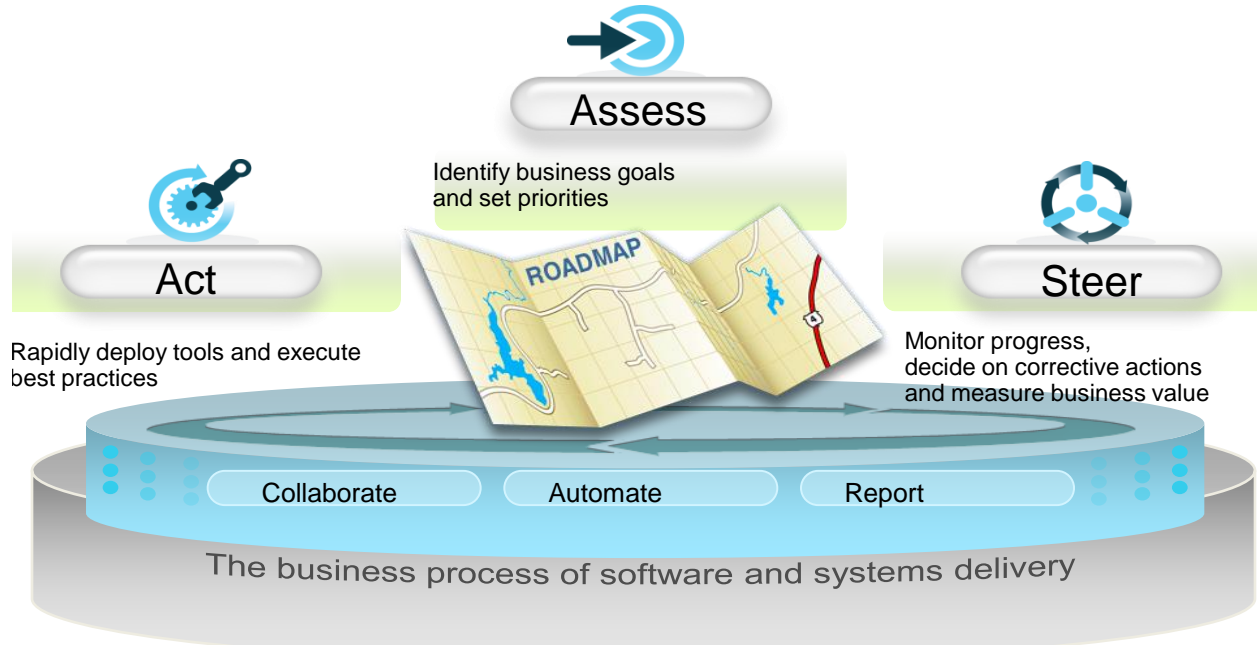 Assess
Identify business goals
and set priorities
Act
Rapidly deploy tools and execute
best practices
ROADMAP
4
Steer
Monitor progress,
decide on corrective actions
and measure business value
Collaborate
Automate
Report
The business process of software and systems delivery